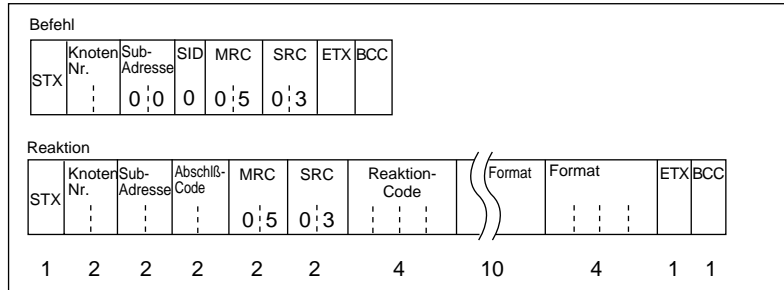 Befehl
STX Knoten Nr. Sub-Adresse SID MRC SRC ETX BCC
0 0 0 0 5 0 3
Reaktion
STX Knoten Nr. Sub-Adresse Abschlß-Code MRC SRC Reaktion-Code Format Format ETX BCC
0 5 0 3
1 2 2 2 2 2 4 10 4 1 1